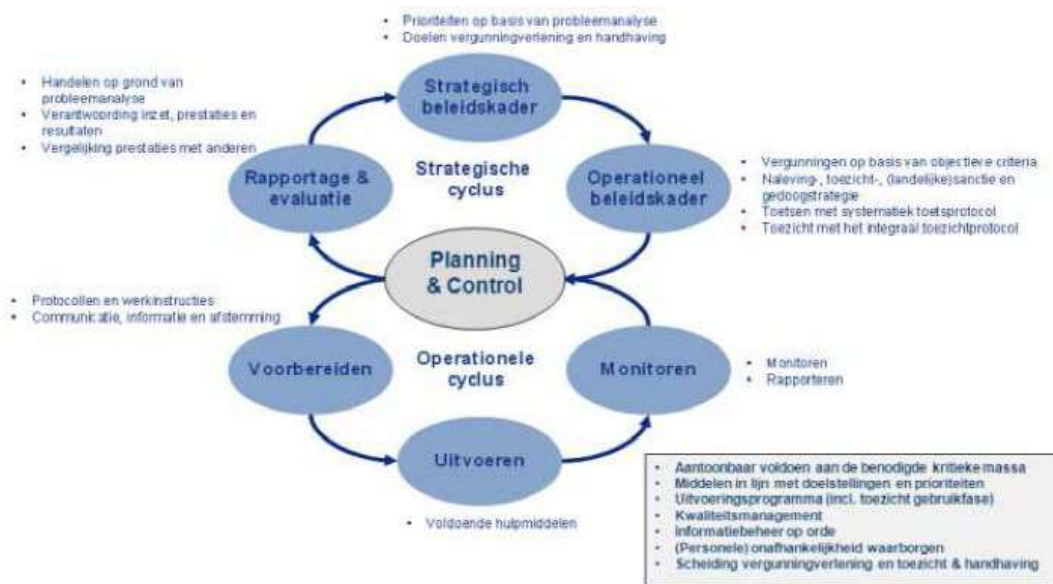 • Prioriteiten op basis van probleemanalyse
• Doelen vergunningverlening en handhaving
• Handelen op grond van
probleemanalyse
• Verantwoording inzet, prestaties en
resultaten
• Vergelijking prestaties met anderen
Strategisch
beleidskader
Strategische
cyclus
Rapportage &
evaluatie
Operationeel
beleidskader
• Vergunningen op basis van objectieve criteria
• Naleving-, toezicht-, (landelijke)sanctie en
gedoogstrategie
• Toetsen met systematiek toetsprotocol
• Toezicht met het integraal toezichtprotocol
Planning
& Control
• Protocollen en werkinstructies
• Communicatie, informatie en afstemming
Voorbereiden
Operationele
cyclus
Monitoren
• Monitoren
• Rapporteren
Uitvoeren
• Voldoende hulpmiddelen
• Aantoonbaar voldoen aan de benodigde kritieke massa
• Middelen in lijn met doelstellingen en prioriteiten
• Uitvoeringsprogramma (incl. toezicht gebruikfase)
• Kwaliteitsmanagement
• Informatiebeheer op orde
• (Personele) onafhankelijkheid waarborgen
• Scheiding vergunningverlening en toezicht & handhaving